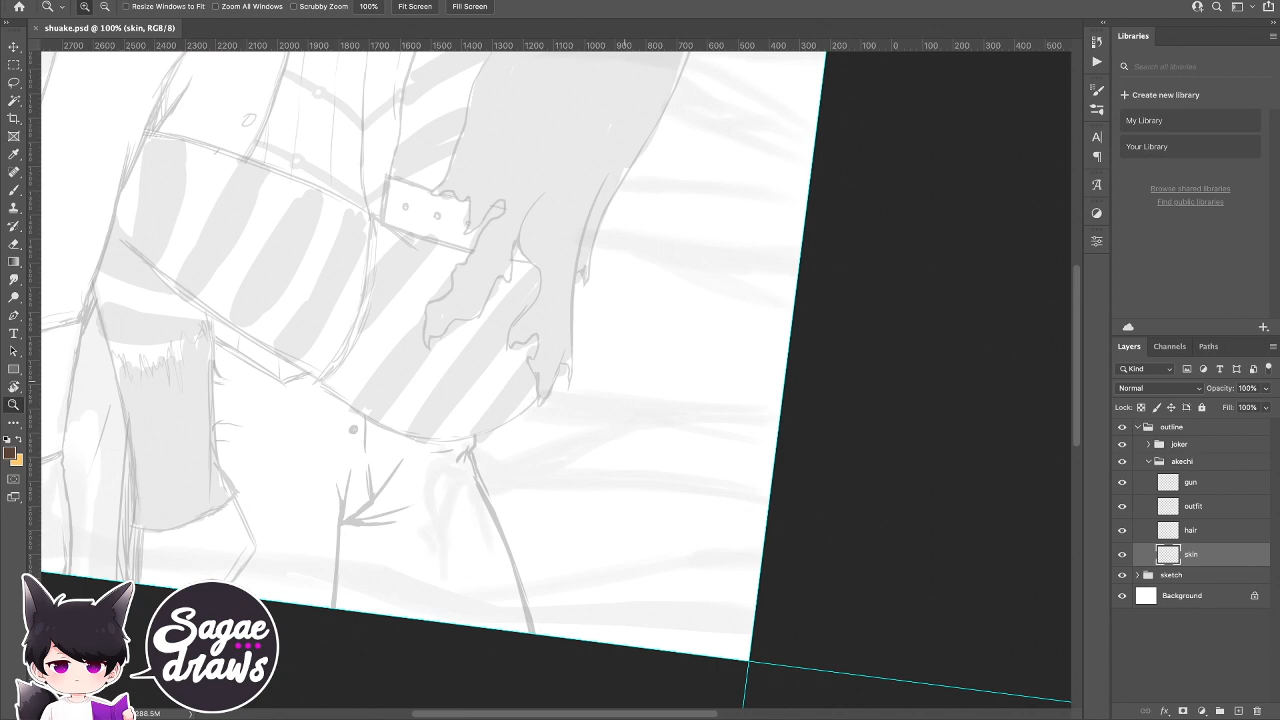 Resize Windows to Fit Scroll All Windows Scrubby Zoom 100% Fit Screen Fill Screen
× shuake.psd @ 100% (skin, RGB/8)
2700 2600 2500 2400 2300 2200 2100 2000 1900 1800 1700 1600 1500 1400 1300 1200 1100 1000 900 800 700 600 500 400 300 200 100 0 100 200 300 400 500
Libraries
Search all libraries
+ Create new library
My Library
Your Library
Browse shared libraries
Find public libraries
Layers Channels Paths
Kind
Normal Opacity: 100%
Lock: Fill: 100%
outline
joker
akechi
gun
outfit
hair
skin
sketch
Background
Sagae
draws
288.5M